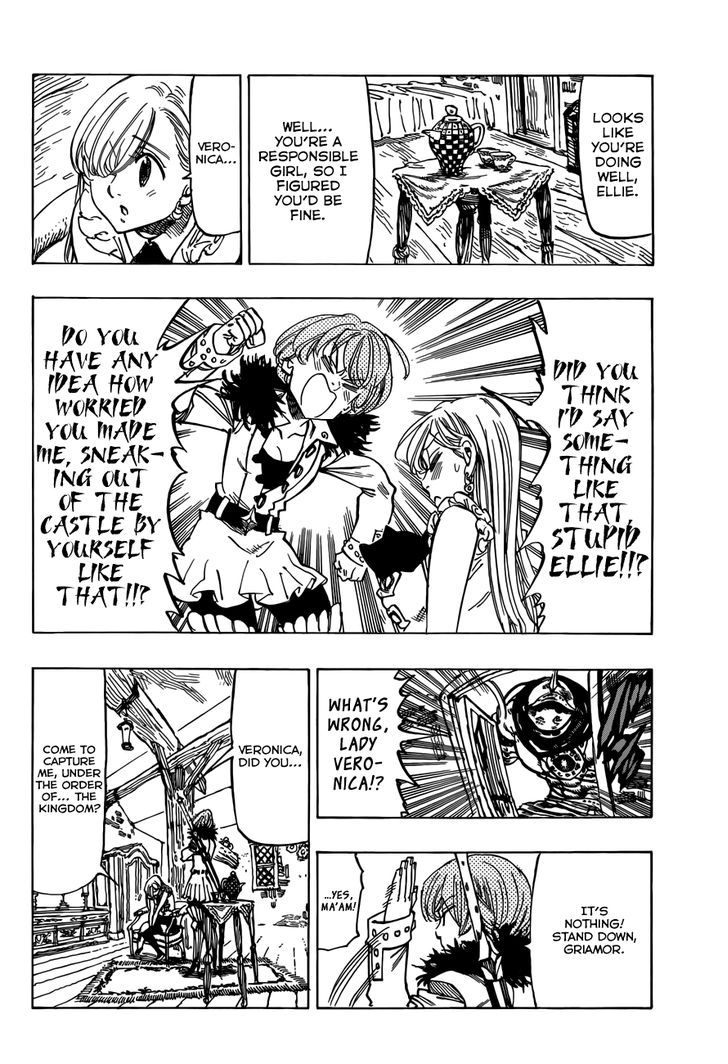 LOOKS
LIKE
YOU'RE
DOING
WELL,
ELLIE.
WELL...
YOU'RE A
RESPONSIBLE
GIRL, SO I
FIGURED
YOU'D BE
FINE.
VERO-
NICA...
DID YOU
THINK
I'D SAY
SOME-
THING
LIKE
THAT,
STUPID
ELLIE!!!?
DO YOU
HAVE ANY
IDEA HOW
WORRIED
YOU MADE
ME, SNEAK-
ING OUT
OF THE
CASTLE BY
YOURSELF
LIKE
THAT!!!?
WHAT'S
WRONG,
LADY
VERO-
NICA!?
IT'S
NOTHING!
STAND DOWN,
GRIAMOR.
...YES,
MA'AM!
VERONICA,
DID YOU...
COME TO
CAPTURE
ME, UNDER
THE ORDER
OF... THE
KINGDOM?